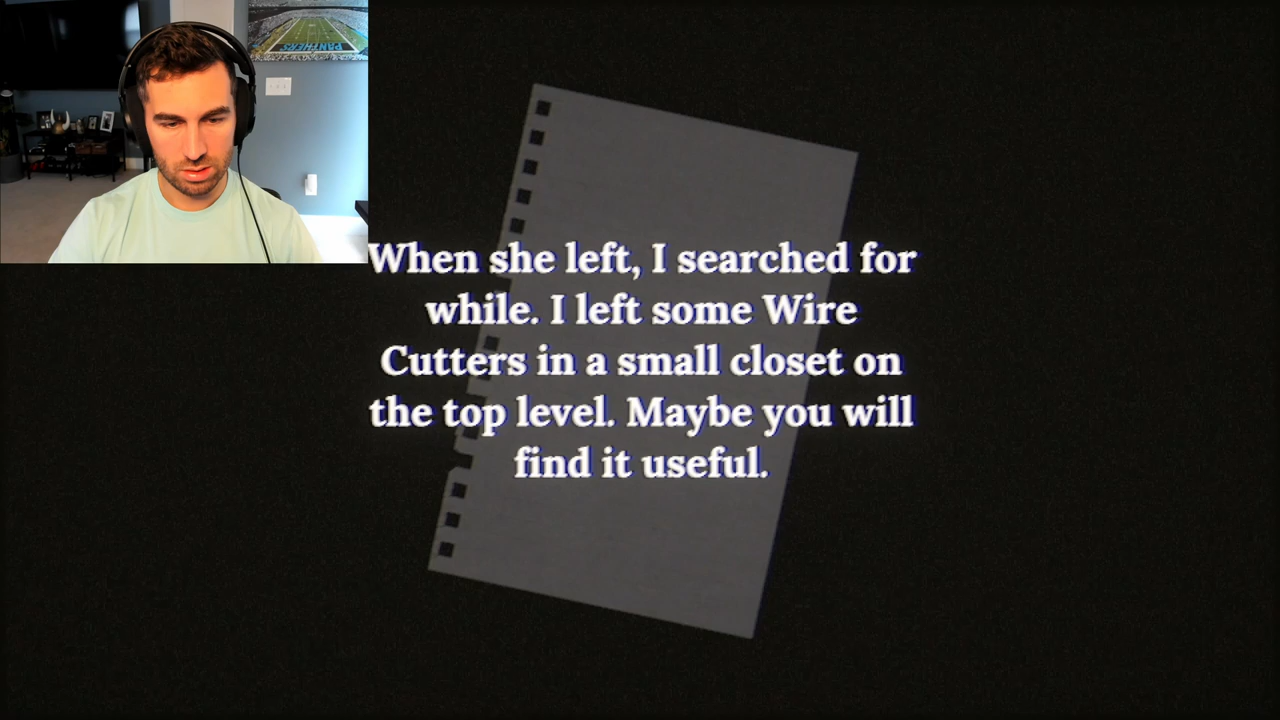 PANTHERS
When she left, I searched for
while. I left some Wire
Cutters in a small closet on
the top level. Maybe you will
find it useful.